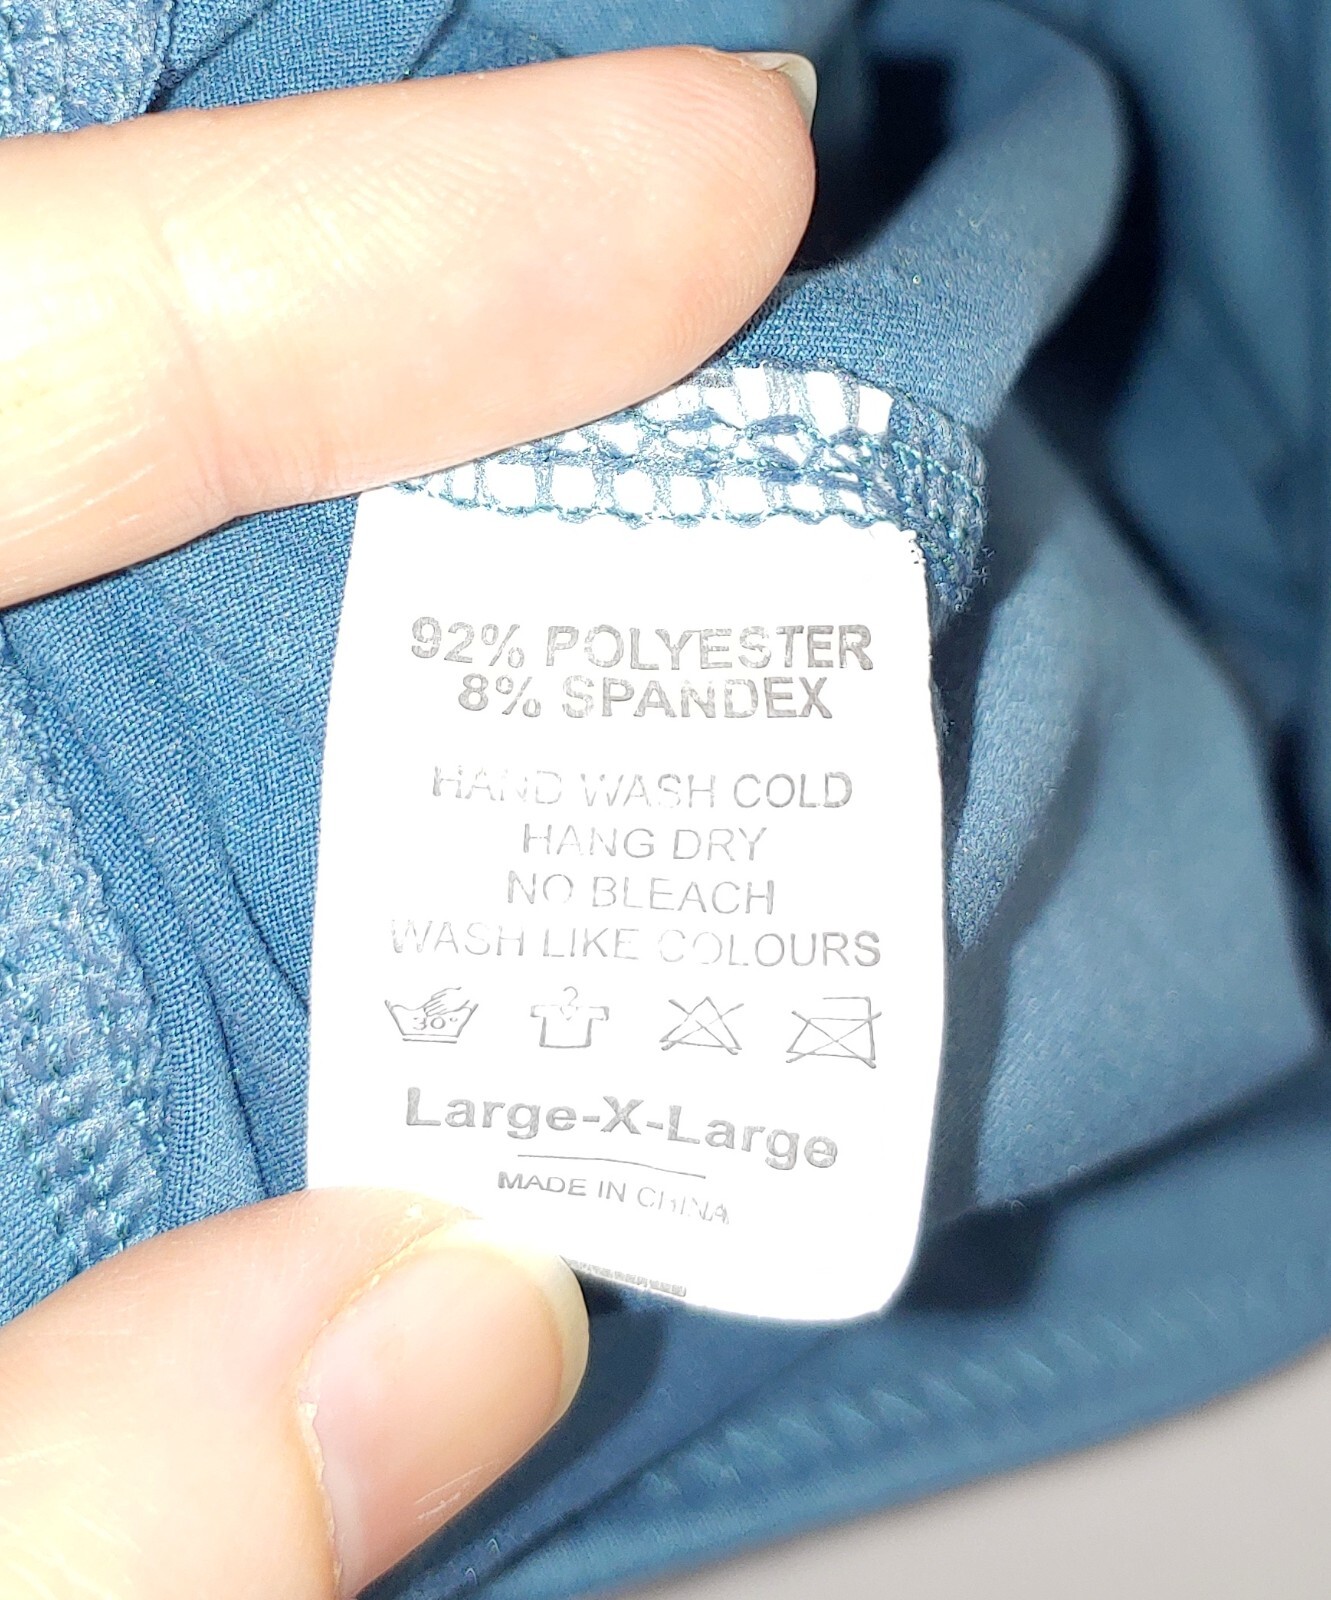 92% POLYESTER
8% SPANDEX
HAND WASH COLD
HANG DRY
NO BLEACH
WASH LIKE COLOURS
30°
Large-X-Large
MADE IN CHINA